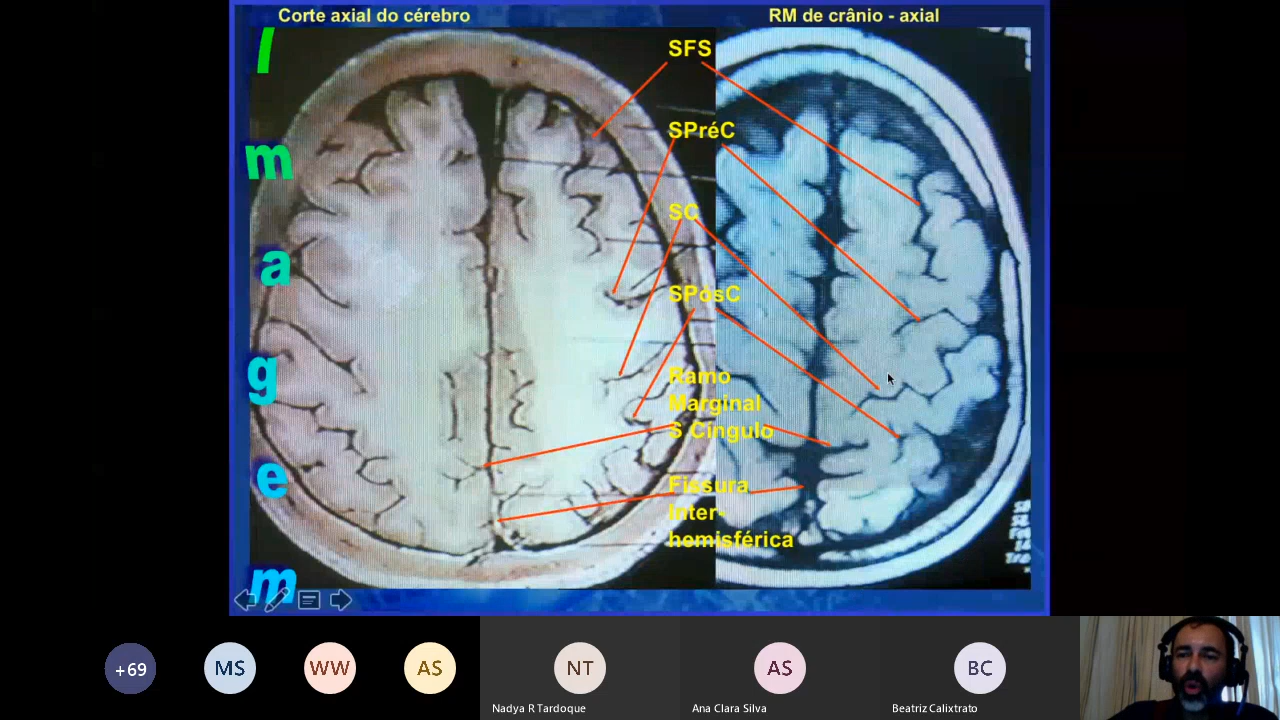 Corte axial do cérebro
RM de crânio - axial
I
m
a
g
e
m
SFS
SPréC
SC
SPósC
Ramo
Marginal
S Cíngulo
Fissura
Inter-
hemisférica
+69
MS
WW
AS
NT
AS
BC
Nadya R Tardoque
Ana Clara Silva
Beatriz Calixtrato